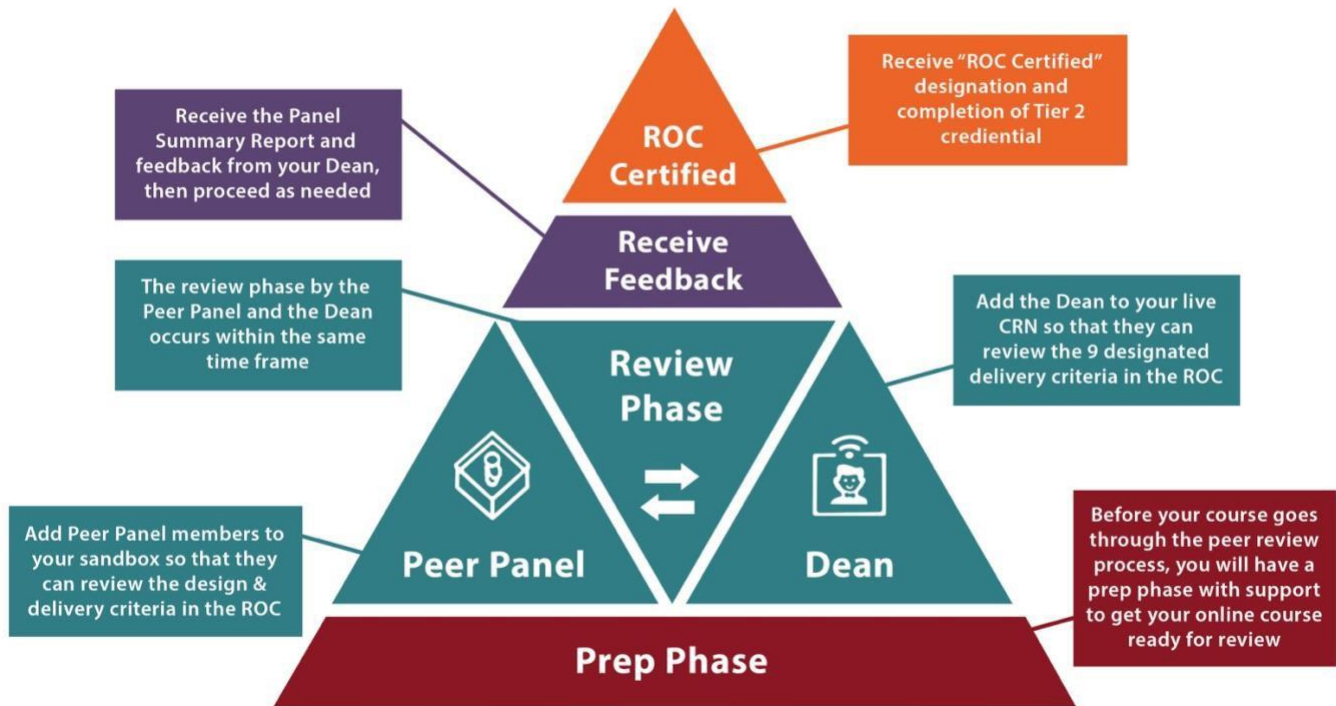 Receive "ROC Certified"
designation and
completion of Tier 2
crediential
ROC
Certified
Receive the Panel
Summary Report and
feedback from your Dean,
then proceed as needed
Receive
Feedback
The review phase by the
Peer Panel and the Dean
occurs within the same
time frame
Review
Phase
Add the Dean to your live
CRN so that they can
review the 9 designated
delivery criteria in the ROC
Add Peer Panel members to
your sandbox so that they
can review the design &
delivery criteria in the ROC
Peer Panel
Dean
Before your course goes
through the peer review
process, you will have a
prep phase with support
to get your online course
ready for review
Prep Phase